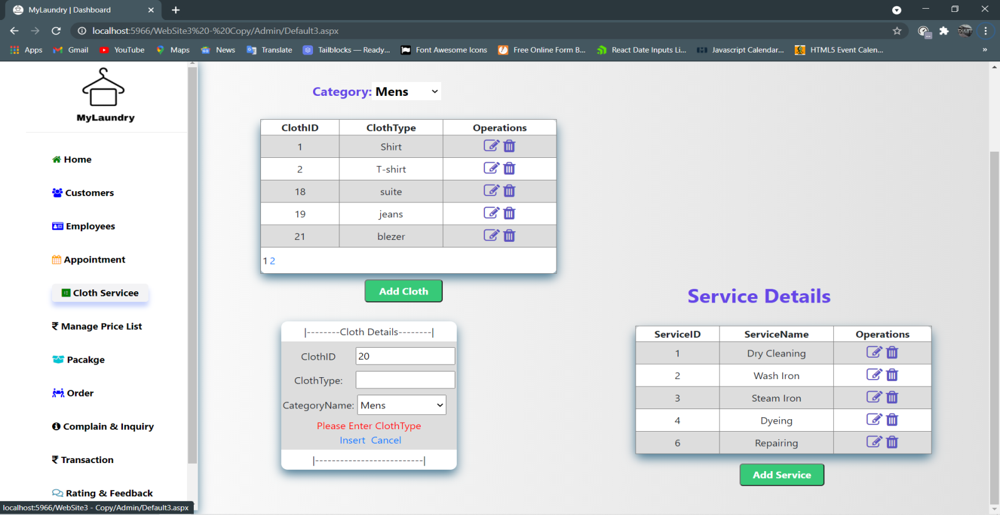 MyLaundry | Dashboard
localhost:5966/WebSite3%20-%20Copy/Admin/Default3.aspx
Apps Gmail YouTube Maps News Translate Tailblocks — Ready... Font Awesome Icons Free Online Form B... React Date Inputs Li... Javascript Calendar... HTML5 Event Calen... »
MyLaundry
Home
Customers
Employees
Appointment
Cloth Servicee
₹ Manage Price List
Pacakge
Order
Complain & Inquiry
₹ Transaction
Rating & Feedback
localhost:5966/WebSite3 - Copy/Admin/Default3.aspx
Category: Mens
ClothID ClothType Operations
1 Shirt
2 T-shirt
18 suite
19 jeans
21 blezer
1 2
Add Cloth
|--------Cloth Details--------|
ClothID 20
ClothType:
CategoryName: Mens
Please Enter ClothType
Insert Cancel
|--------------------------|
Service Details
ServiceID ServiceName Operations
1 Dry Cleaning
2 Wash Iron
3 Steam Iron
4 Dyeing
6 Repairing
Add Service